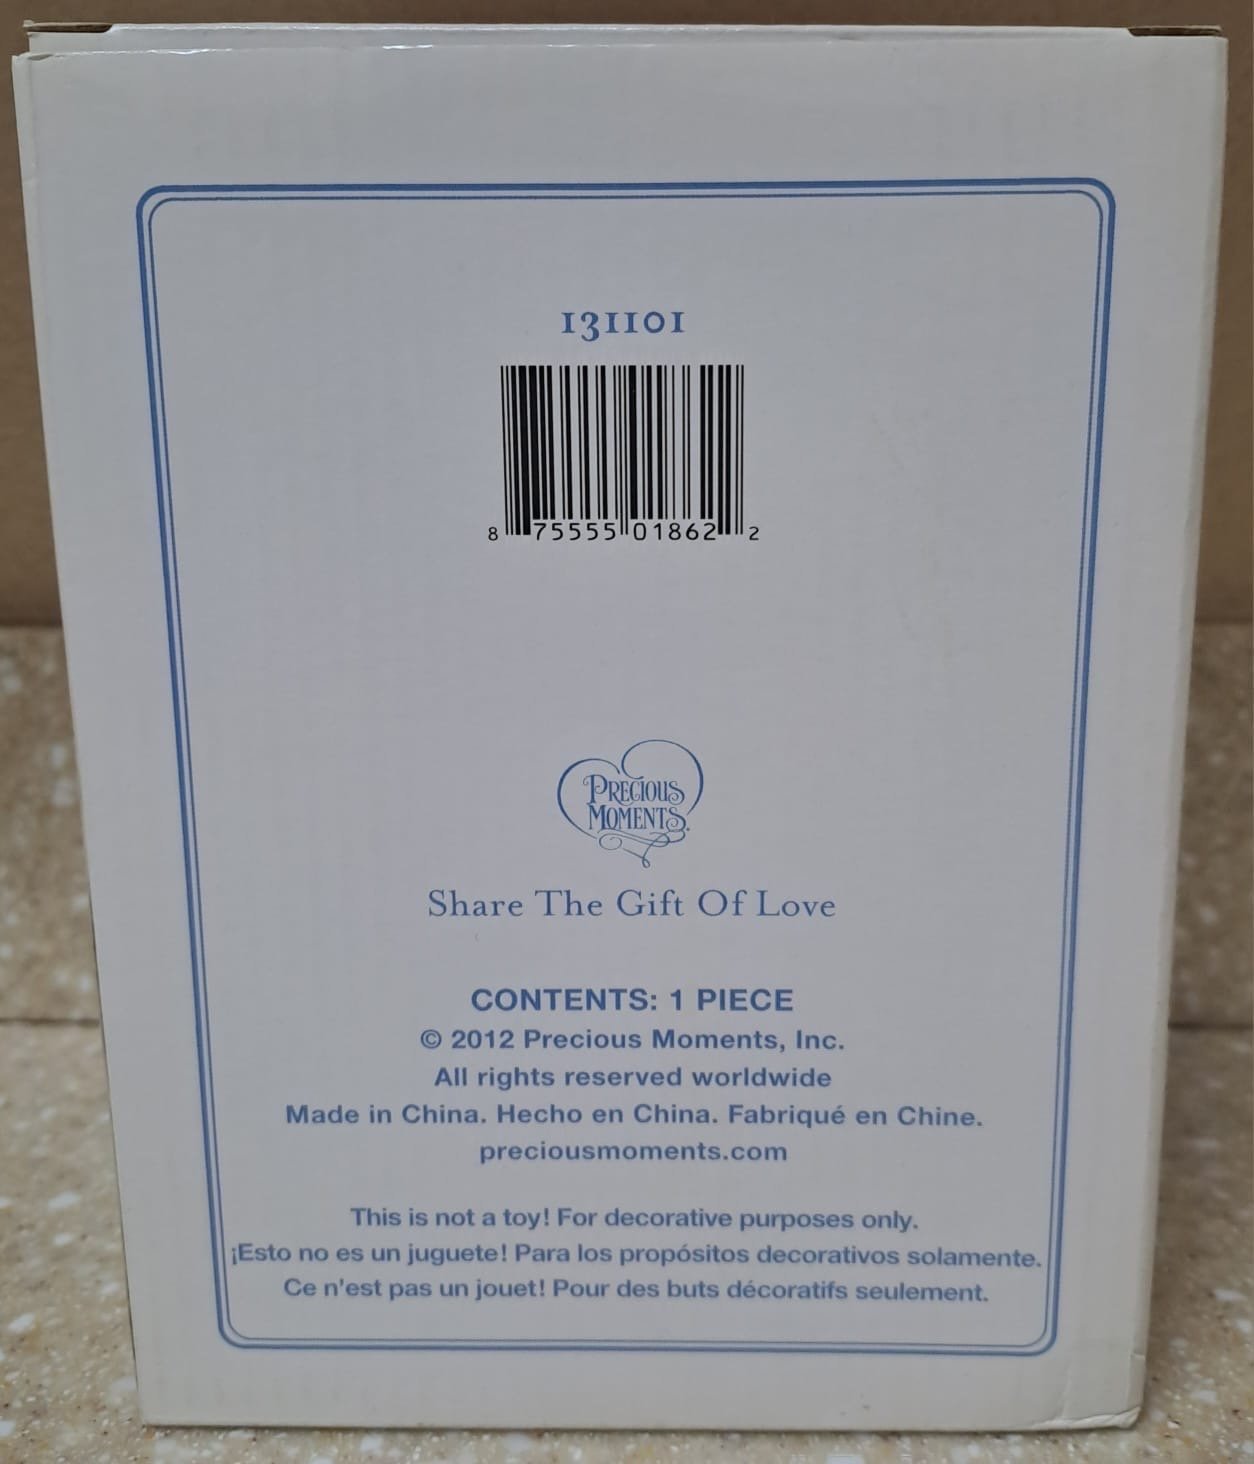 131101
8 75555 01862 2
PRECIOUS
MOMENTS
Share The Gift Of Love
CONTENTS: 1 PIECE
© 2012 Precious Moments, Inc.
All rights reserved worldwide
Made in China. Hecho en China. Fabriqué en Chine.
preciousmoments.com
This is not a toy! For decorative purposes only.
¡Esto no es un juguete! Para los propósitos decorativos solamente.
Ce n'est pas un jouet! Pour des buts décoratifs seulement.